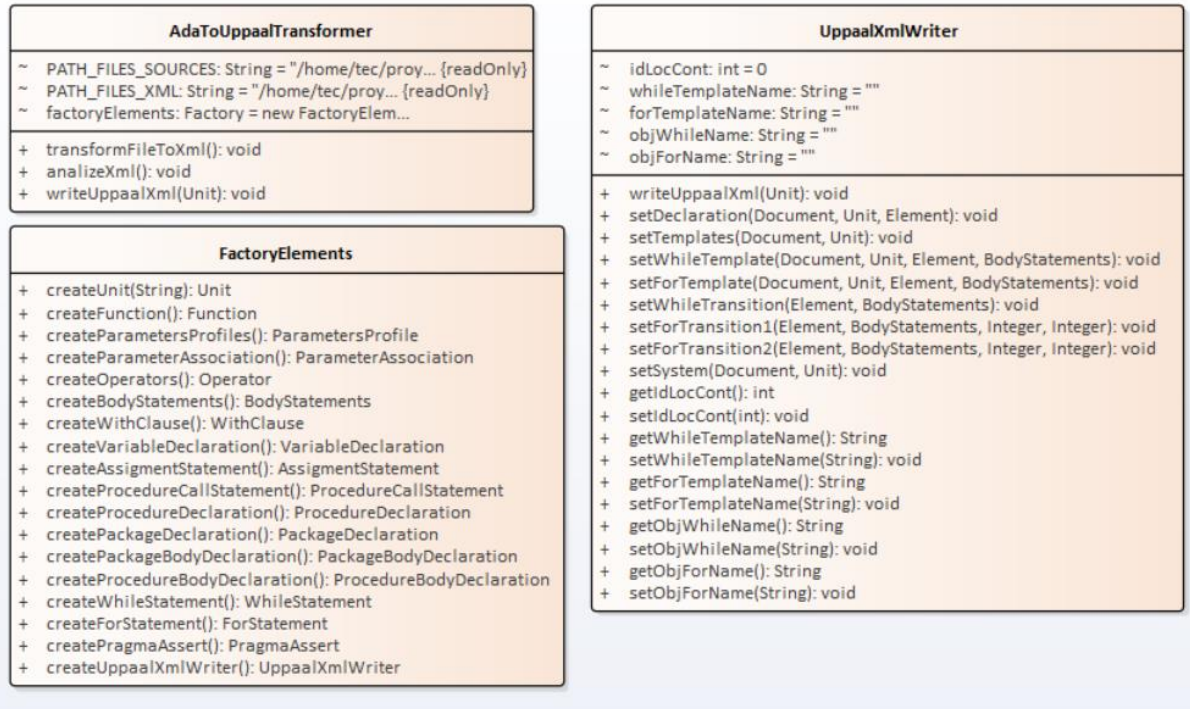 AdaToUppaalTransformer
~ PATH_FILES_SOURCES: String = "/home/tec/proy... {readOnly}
~ PATH_FILES_XML: String = "/home/tec/proy... {readOnly}
~ factoryElements: Factory = new FactoryElem...
+ transformFileToXml(): void
+ analizeXml(): void
+ writeUppaalXml(Unit): void
FactoryElements
+ createUnit(String): Unit
+ createFunction(): Function
+ createParametersProfiles(): ParametersProfile
+ createParameterAssociation(): ParameterAssociation
+ createOperators(): Operator
+ createBodyStatements(): BodyStatements
+ createWithClause(): WithClause
+ createVariableDeclaration(): VariableDeclaration
+ createAssigmentStatement(): AssigmentStatement
+ createProcedureCallStatement(): ProcedureCallStatement
+ createProcedureDeclaration(): ProcedureDeclaration
+ createPackageDeclaration(): PackageDeclaration
+ createPackageBodyDeclaration(): PackageBodyDeclaration
+ createProcedureBodyDeclaration(): ProcedureBodyDeclaration
+ createWhileStatement(): WhileStatement
+ createForStatement(): ForStatement
+ createPragmaAssert(): PragmaAssert
+ createUppaalXmlWriter(): UppaalXmlWriter
UppaalXmlWriter
~ idLocCont: int = 0
~ whileTemplateName: String = ""
~ forTemplateName: String = ""
~ objWhileName: String = ""
~ objForName: String = ""
+ writeUppaalXml(Unit): void
+ setDeclaration(Document, Unit, Element): void
+ setTemplates(Document, Unit): void
+ setWhileTemplate(Document, Unit, Element, BodyStatements): void
+ setForTemplate(Document, Unit, Element, BodyStatements): void
+ setWhileTransition(Element, BodyStatements): void
+ setForTransition1(Element, BodyStatements, Integer, Integer): void
+ setForTransition2(Element, BodyStatements, Integer, Integer): void
+ setSystem(Document, Unit): void
+ getIdLocCont(): int
+ setIdLocCont(int): void
+ getWhileTemplateName(): String
+ setWhileTemplateName(String): void
+ getForTemplateName(): String
+ setForTemplateName(String): void
+ getObjWhileName(): String
+ setObjWhileName(String): void
+ getObjForName(): String
+ setObjForName(String): void